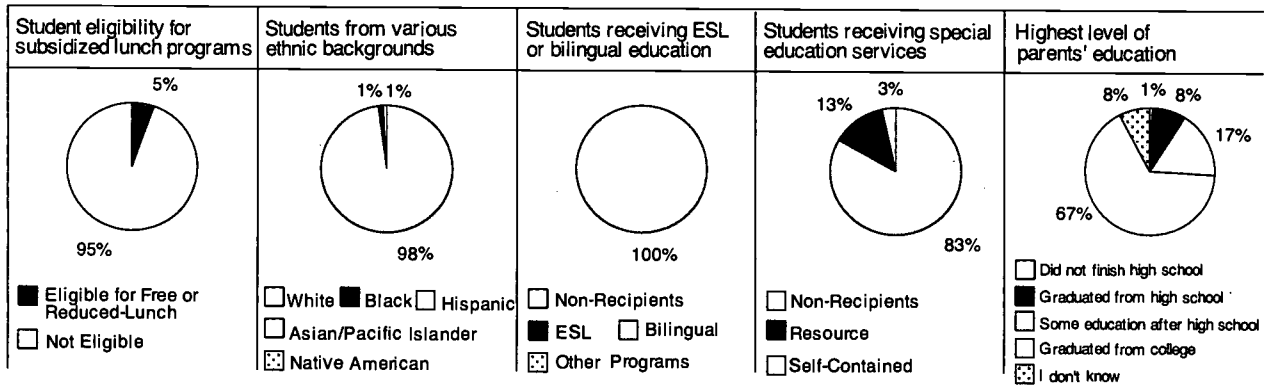 Student eligibility for
subsidized lunch programs
5%
95%
Eligible for Free or
Reduced-Lunch
Not Eligible
Students from various
ethnic backgrounds
1% 1%
98%
White Black Hispanic
Asian/Pacific Islander
Native American
Students receiving ESL
or bilingual education
100%
Non-Recipients
ESL Bilingual
Other Programs
Students receiving special
education services
3%
13%
83%
Non-Recipients
Resource
Self-Contained
Highest level of
parents' education
8% 1% 8%
17%
67%
Did not finish high school
Graduated from high school
Some education after high school
Graduated from college
I don't know